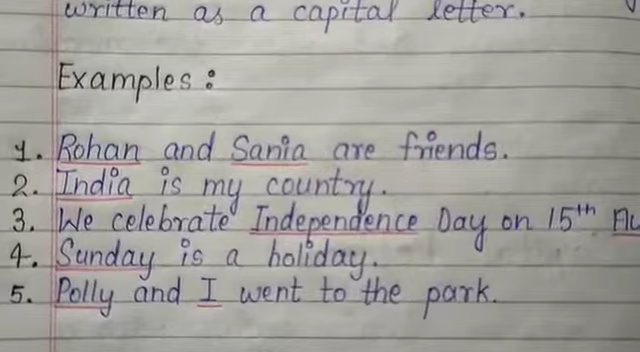 written as a capital letter.
Examples :
1. Rohan and Sania are friends.
2. India is my country.
3. We celebrate Independence Day on 15th Au
4. Sunday is a holiday.
5. Polly and I went to the park.